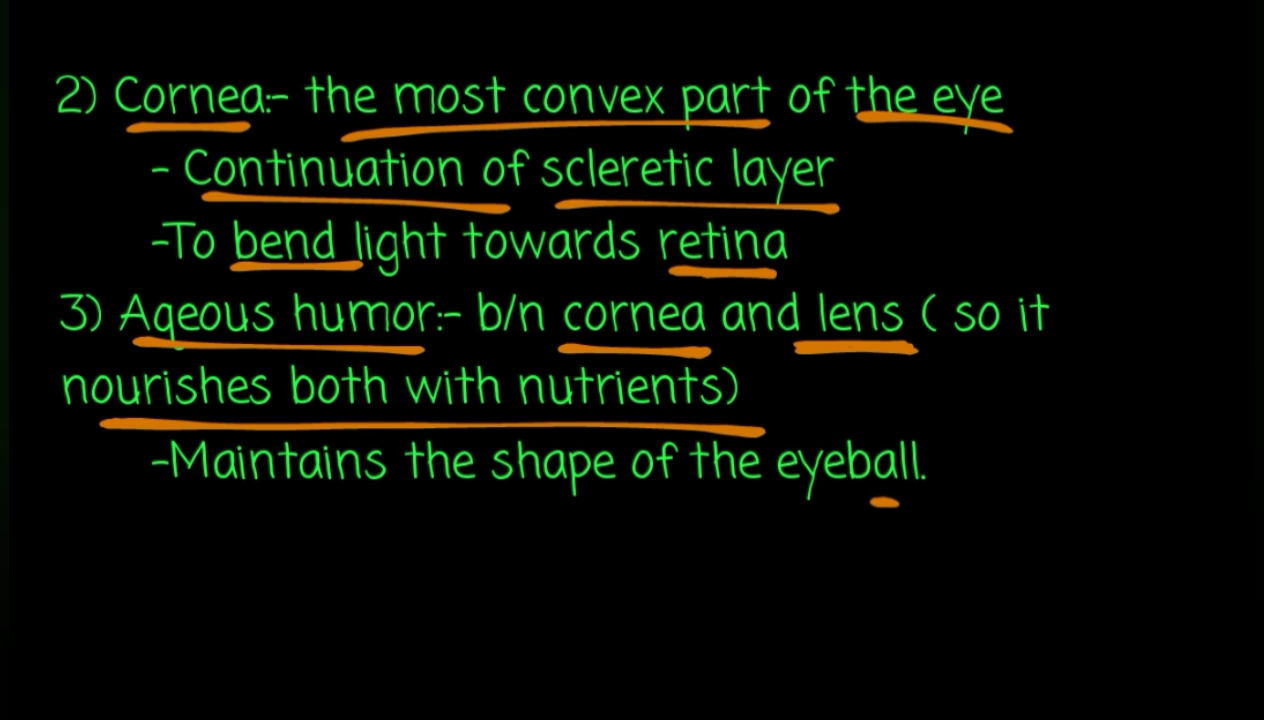 2) Cornea:- the most convex part of the eye
- Continuation of scleretic layer
-To bend light towards retina
3) Aqeous humor:- b/n cornea and lens ( so it
nourishes both with nutrients)
-Maintains the shape of the eyeball.